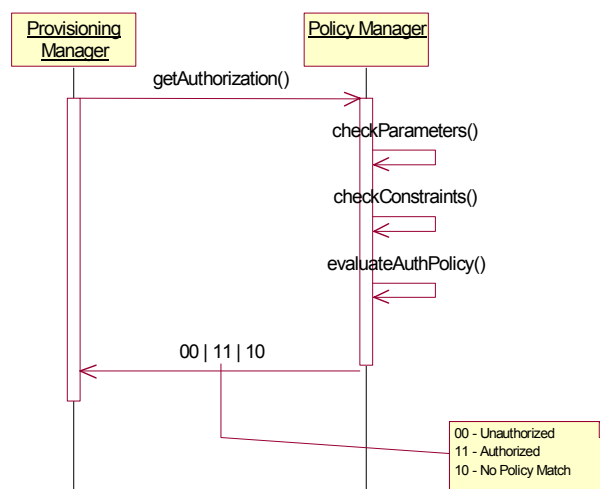 Provisioning
Manager
Policy Manager
getAuthorization()
checkParameters()
checkConstraints()
evaluateAuthPolicy()
00 | 11 | 10
00 - Unauthorized
11 - Authorized
10 - No Policy Match